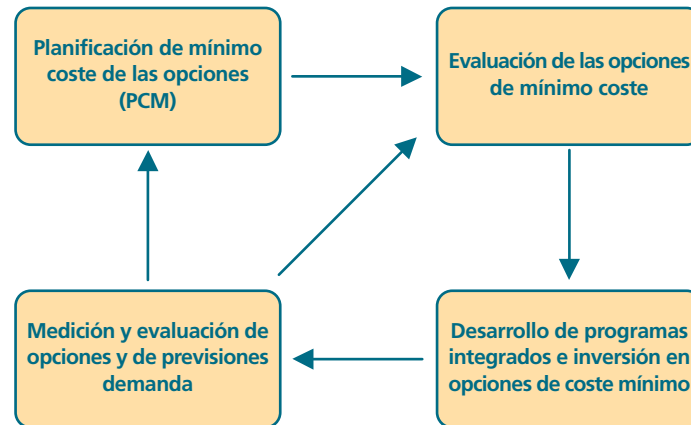 Planificación de mínimo
coste de las opciones
(PCM)
Evaluación de las opciones
de mínimo coste
Medición y evaluación de
opciones y de previsiones
demanda
Desarrollo de programas
integrados e inversión en
opciones de coste mínimo